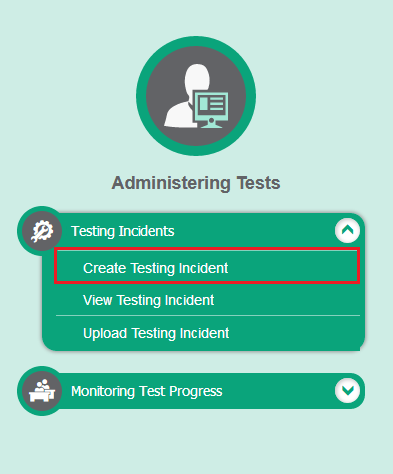 Administering Tests
Testing Incidents
Create Testing Incident
View Testing Incident
Upload Testing Incident
Monitoring Test Progress